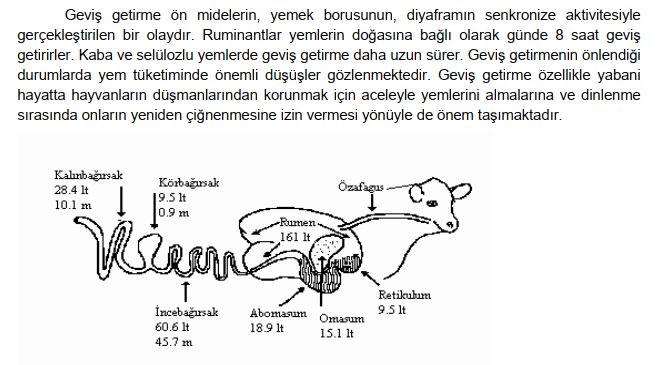 Geviş getirme ön midelerin, yemek borusunun, diyaframın senkronize aktivitesiyle
gerçekleştirilen bir olaydır. Ruminantlar yemlerin doğasına bağlı olarak günde 8 saat geviş
getirirler. Kaba ve selülozlu yemlerde geviş getirme daha uzun sürer. Geviş getirmenin önlendiği
durumlarda yem tüketiminde önemli düşüşler gözlenmektedir. Geviş getirme özellikle yabani
hayatta hayvanların düşmanlarından korunmak için aceleyle yemlerini almalarına ve dinlenme
sırasında onların yeniden çiğnenmesine izin vermesi yönüyle de önem taşımaktadır.
Kalınbağırsak
28.4 lt
10.1 m
Körbağırsak
9.5 lt
0.9 m
Özafagus
Rumen
161 lt
İncebağırsak
60.6 lt
45.7 m
Abomasum
18.9 lt
Omasum
15.1 lt
Retikulum
9.5 lt